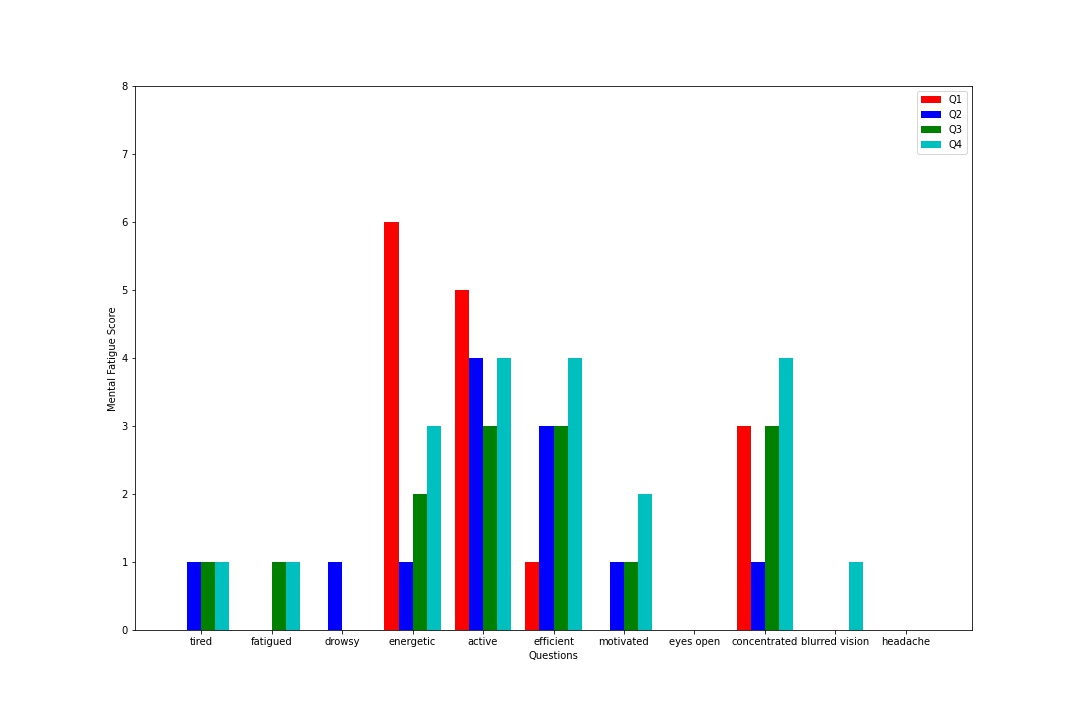 8
7
6
5
4
3
2
1
0
Mental Fatigue Score
Q1
Q2
Q3
Q4
tired fatigued drowsy energetic active efficient motivated eyes open concentrated blurred vision headache
Questions